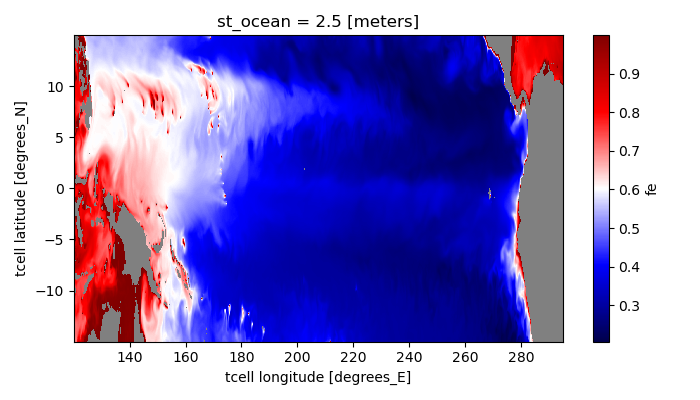 st_ocean = 2.5 [meters]
tcell latitude [degrees_N]
10
5
0
−5
−10
140 160 180 200 220 240 260 280
tcell longitude [degrees_E]
0.9
0.8
0.7
0.6
0.5
0.4
0.3
fe